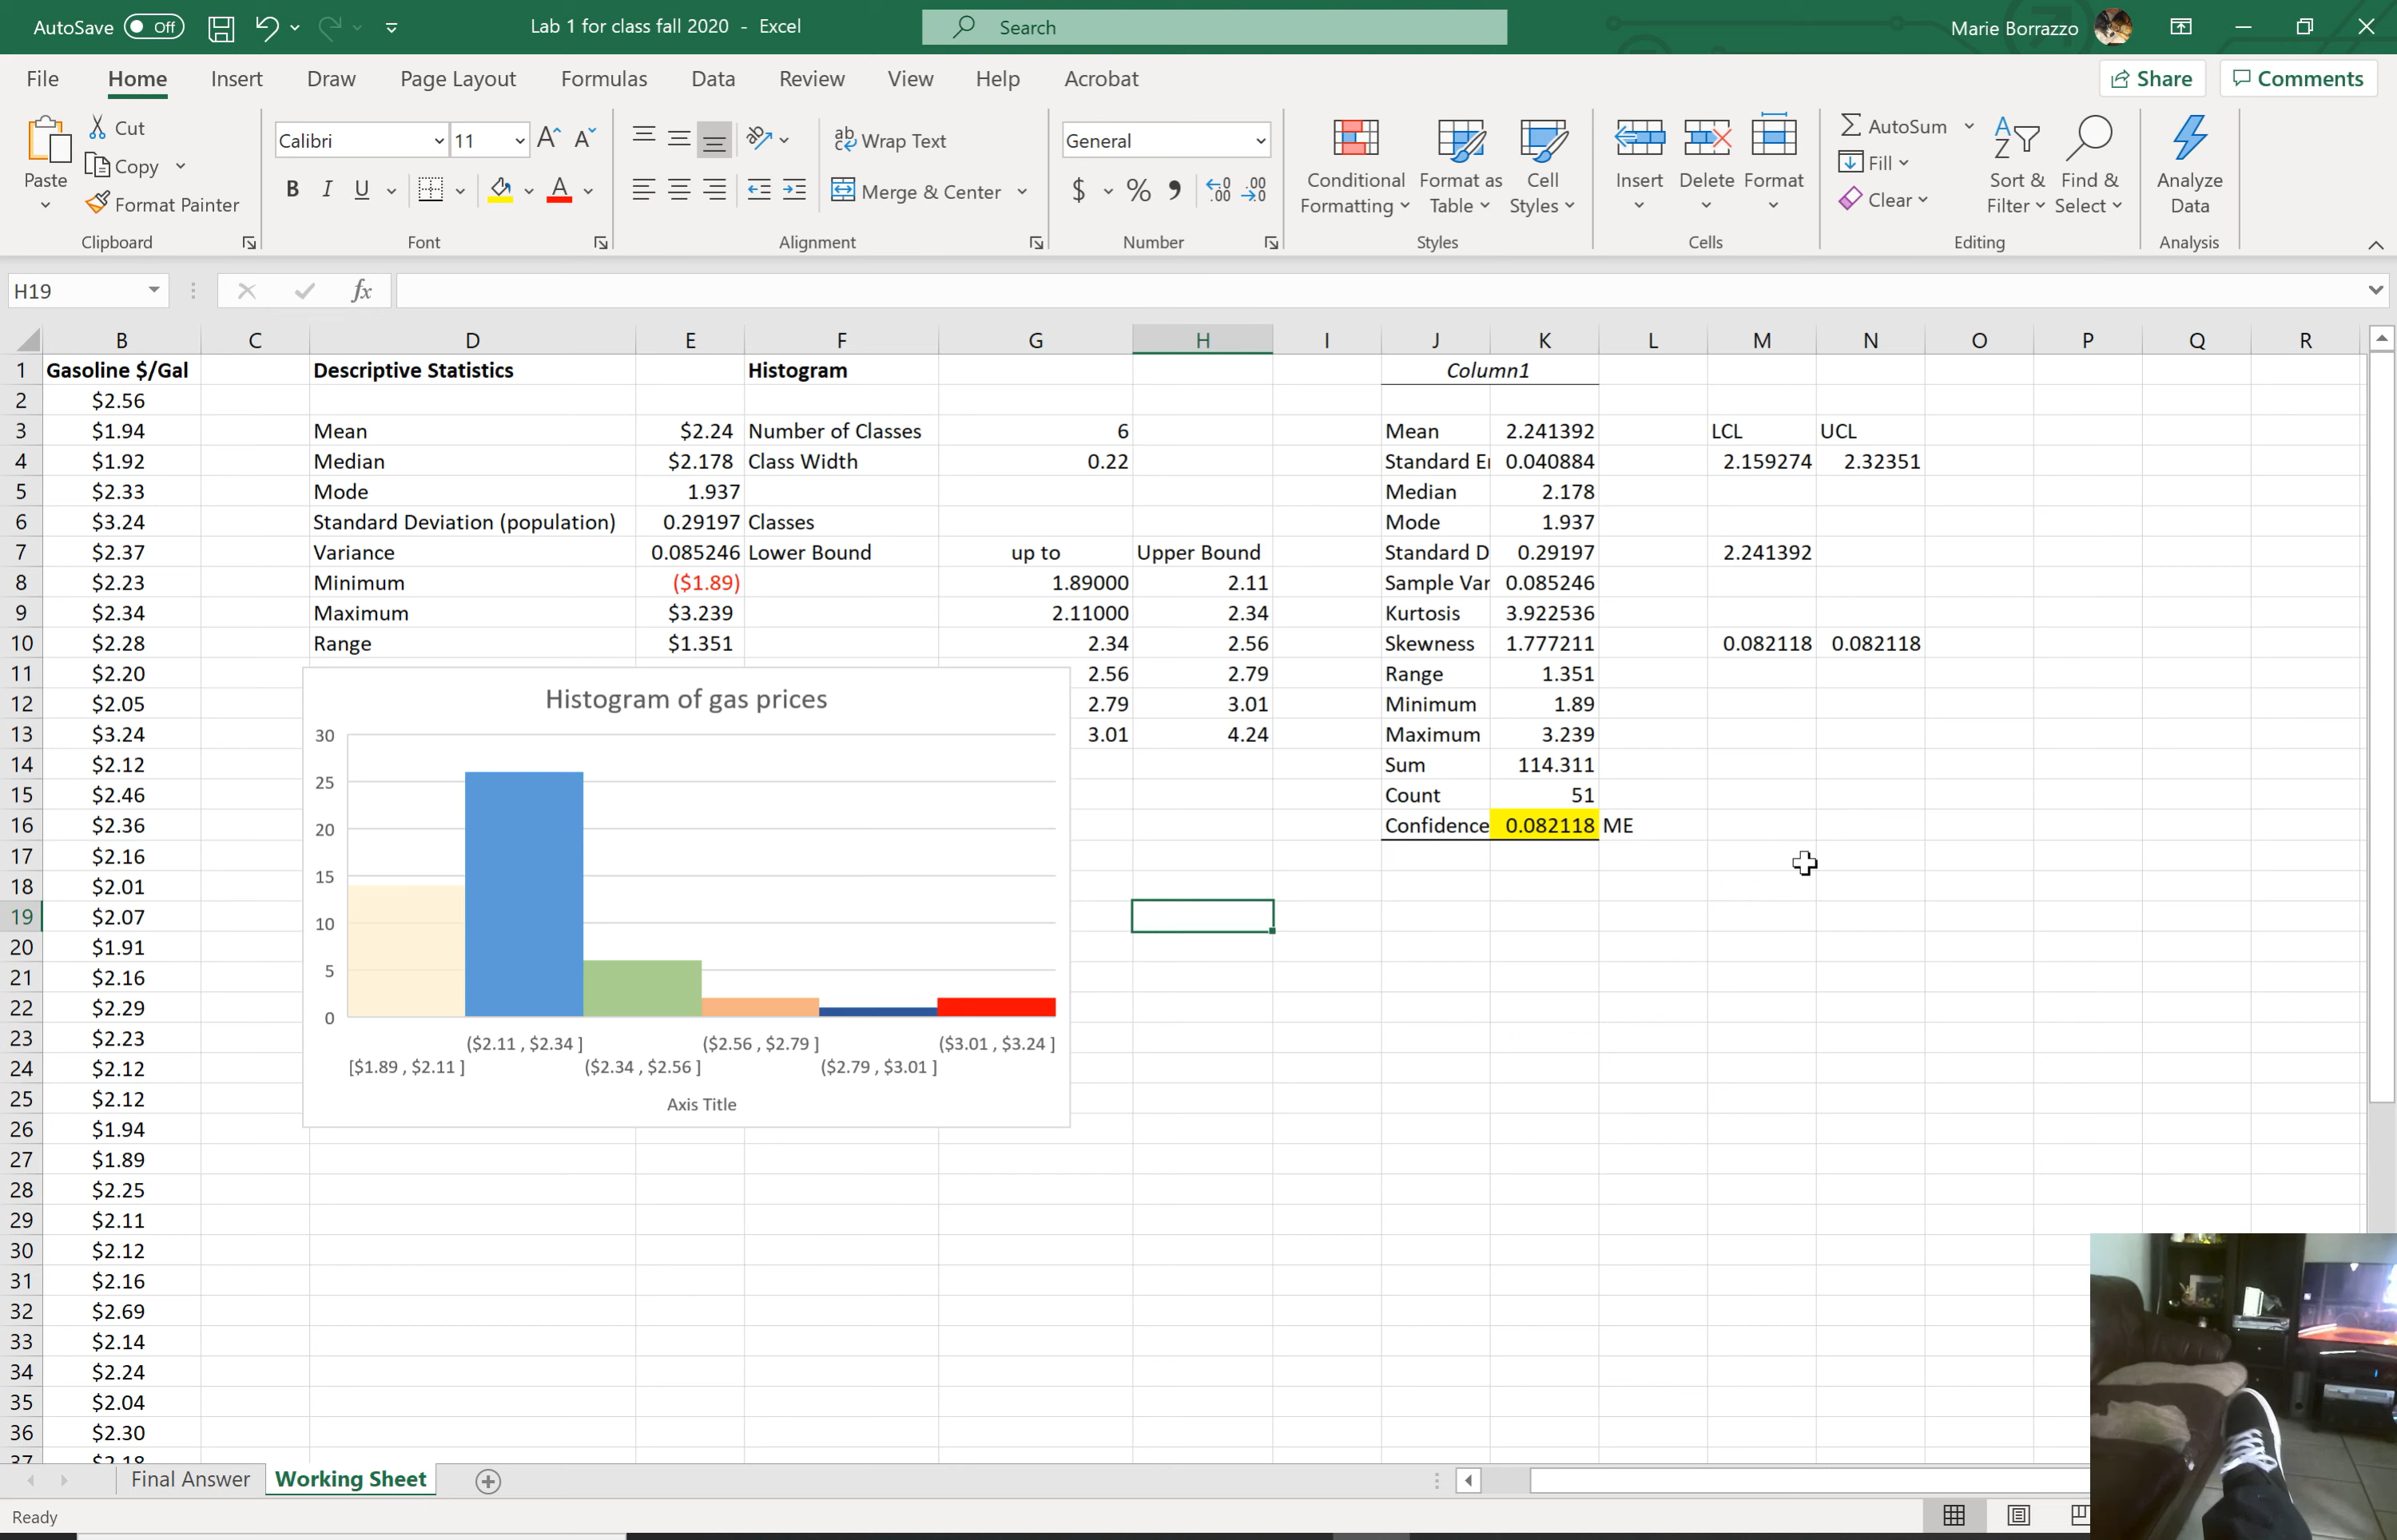 AutoSave Off Lab 1 for class fall 2020 - Excel Search Marie Borrazzo
File Home Insert Draw Page Layout Formulas Data Review View Help Acrobat Share Comments
Paste Cut Copy Format Painter Clipboard
Calibri 11 B I U A A A Font
ab Wrap Text Merge & Center Alignment
General $ % .00 .00 Number
Conditional Formatting Format as Table Cell Styles Styles
Insert Delete Format Cells
AutoSum Fill Clear Sort & Filter Find & Select Editing
Analyze Data Analysis
H19 fx
B C D E F G H I J K L M N O P Q R
1 Gasoline $/Gal Descriptive Statistics Histogram Column1
2 $2.56
3 $1.94 Mean $2.24 Number of Classes 6 Mean 2.241392 LCL UCL
4 $1.92 Median $2.178 Class Width 0.22 Standard Er 0.040884 2.159274 2.32351
5 $2.33 Mode 1.937 Median 2.178
6 $3.24 Standard Deviation (population) 0.29197 Classes Mode 1.937
7 $2.37 Variance 0.085246 Lower Bound up to Upper Bound Standard D 0.29197 2.241392
8 $2.23 Minimum ($1.89) 1.89000 2.11 Sample Var 0.085246
9 $2.34 Maximum $3.239 2.11000 2.34 Kurtosis 3.922536
10 $2.28 Range $1.351 2.34 2.56 Skewness 1.777211 0.082118 0.082118
11 $2.20 2.56 2.79 Range 1.351
12 $2.05 2.79 3.01 Minimum 1.89
13 $3.24 3.01 4.24 Maximum 3.239
14 $2.12 Sum 114.311
15 $2.46 Count 51
16 $2.36 Confidence 0.082118 ME
17 $2.16
18 $2.01
19 $2.07
20 $1.91
21 $2.16
22 $2.29
23 $2.23
24 $2.12
25 $2.12
26 $1.94
27 $1.89
28 $2.25
29 $2.11
30 $2.12
31 $2.16
32 $2.69
33 $2.14
34 $2.24
35 $2.04
36 $2.30
37 $2.18
Histogram of gas prices
30
25
20
15
10
5
0
($2.11 , $2.34 ] ($2.56 , $2.79 ] ($3.01 , $3.24 ]
[$1.89 , $2.11 ] ($2.34 , $2.56 ] ($2.79 , $3.01 ]
Axis Title
Final Answer Working Sheet
Ready